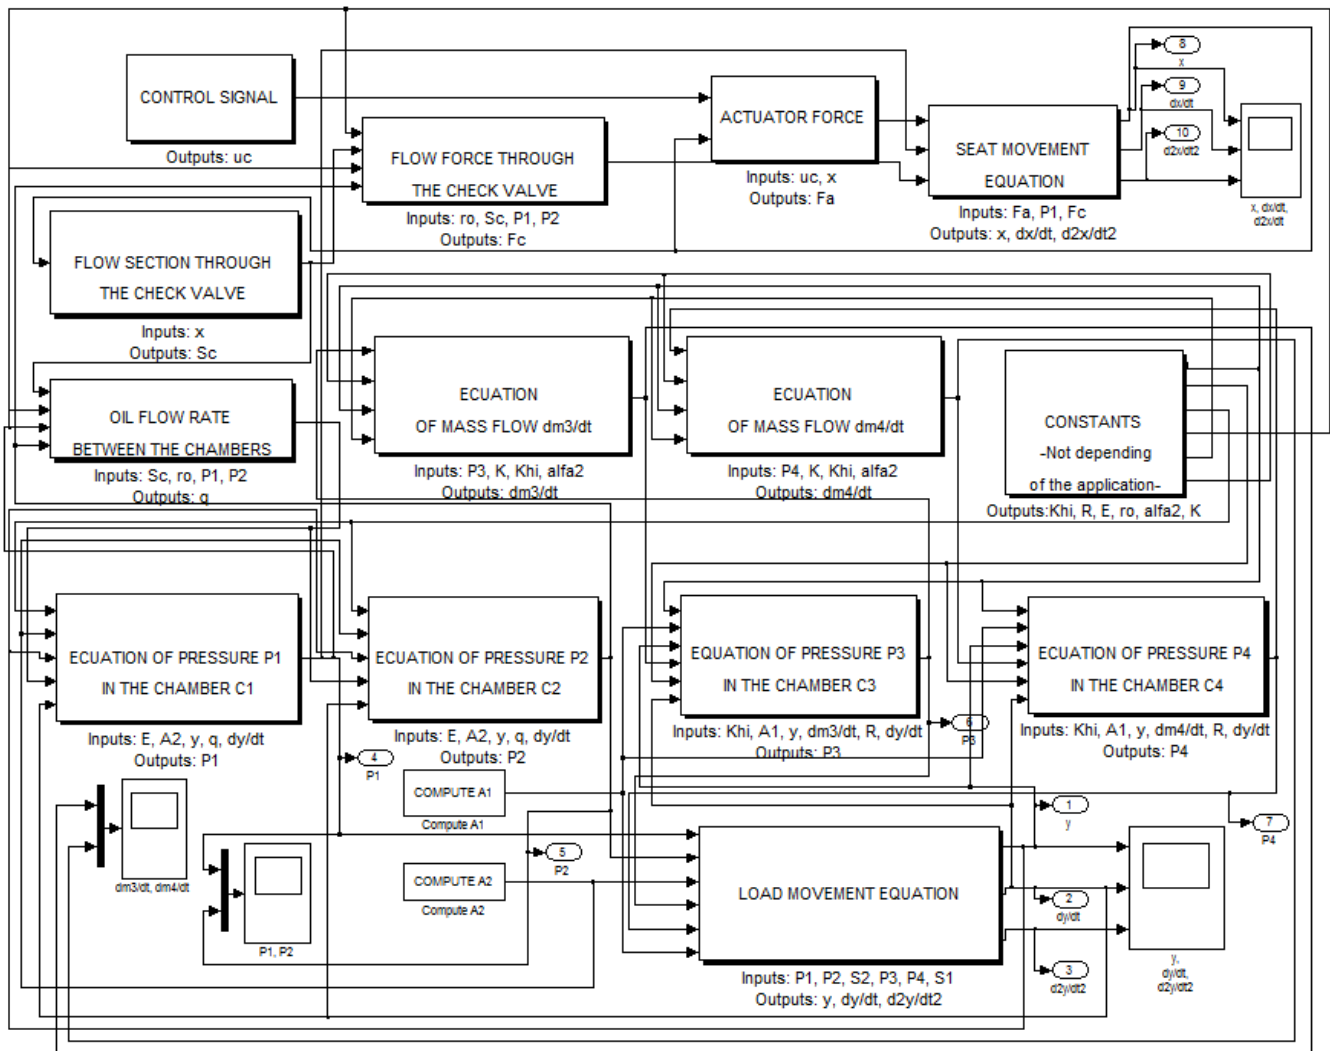 CONTROL SIGNAL
Outputs: uc
FLOW FORCE THROUGH
THE CHECK VALVE
Inputs: ro, Sc, P1, P2
Outputs: Fc
ACTUATOR FORCE
Inputs: uc, x
Outputs: Fa
SEAT MOVEMENT
EQUATION
Inputs: Fa, P1, Fc
Outputs: x, dx/dt, d2x/dt2
8
x
9
dx/dt
10
d2x/dt2
x, dx/dt,
d2x/dt
FLOW SECTION THROUGH
THE CHECK VALVE
Inputs: x
Outputs: Sc
OIL FLOW RATE
BETWEEN THE CHAMBERS
Inputs: Sc, ro, P1, P2
Outputs: q
ECUATION
OF MASS FLOW dm3/dt
Inputs: P3, K, Khi, alfa2
Outputs: dm3/dt
ECUATION
OF MASS FLOW dm4/dt
Inputs: P4, K, Khi, alfa2
Outputs: dm4/dt
CONSTANTS
-Not depending
of the application-
Outputs:Khi, R, E, ro, alfa2, K
ECUATION OF PRESSURE P1
IN THE CHAMBER C1
Inputs: E, A2, y, q, dy/dt
Outputs: P1
ECUATION OF PRESSURE P2
IN THE CHAMBER C2
Inputs: E, A2, y, q, dy/dt
Outputs: P2
EQUATION OF PRESSURE P3
IN THE CHAMBER C3
Inputs: Khi, A1, y, dm3/dt, R, dy/dt
Outputs: P3
ECUATION OF PRESSURE P4
IN THE CHAMBER C4
Inputs: Khi, A1, y, dm4/dt, R, dy/dt
Outputs: P4
6
P3
4
P1
dm3/dt, dm4/dt
P1, P2
COMPUTE A1
Compute A1
5
P2
COMPUTE A2
Compute A2
LOAD MOVEMENT EQUATION
Inputs: P1, P2, S2, P3, P4, S1
Outputs: y, dy/dt, d2y/dt2
1
y
2
dy/dt
3
d2y/dt2
7
P4
y,
dy/dt,
d2y/dt2